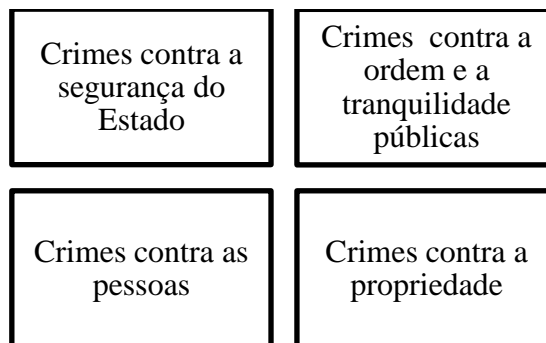 Crimes contra a
segurança do
Estado
Crimes contra a
ordem e a
tranquilidade
públicas
Crimes contra as
pessoas
Crimes contra a
propriedade